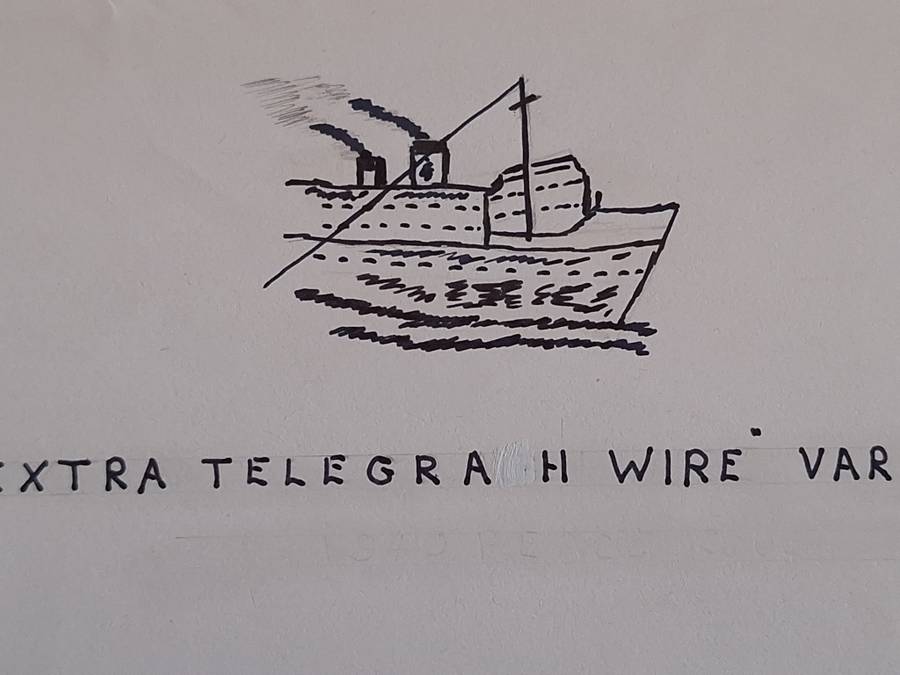 EXTRA TELEGRA H WIRE" VAR